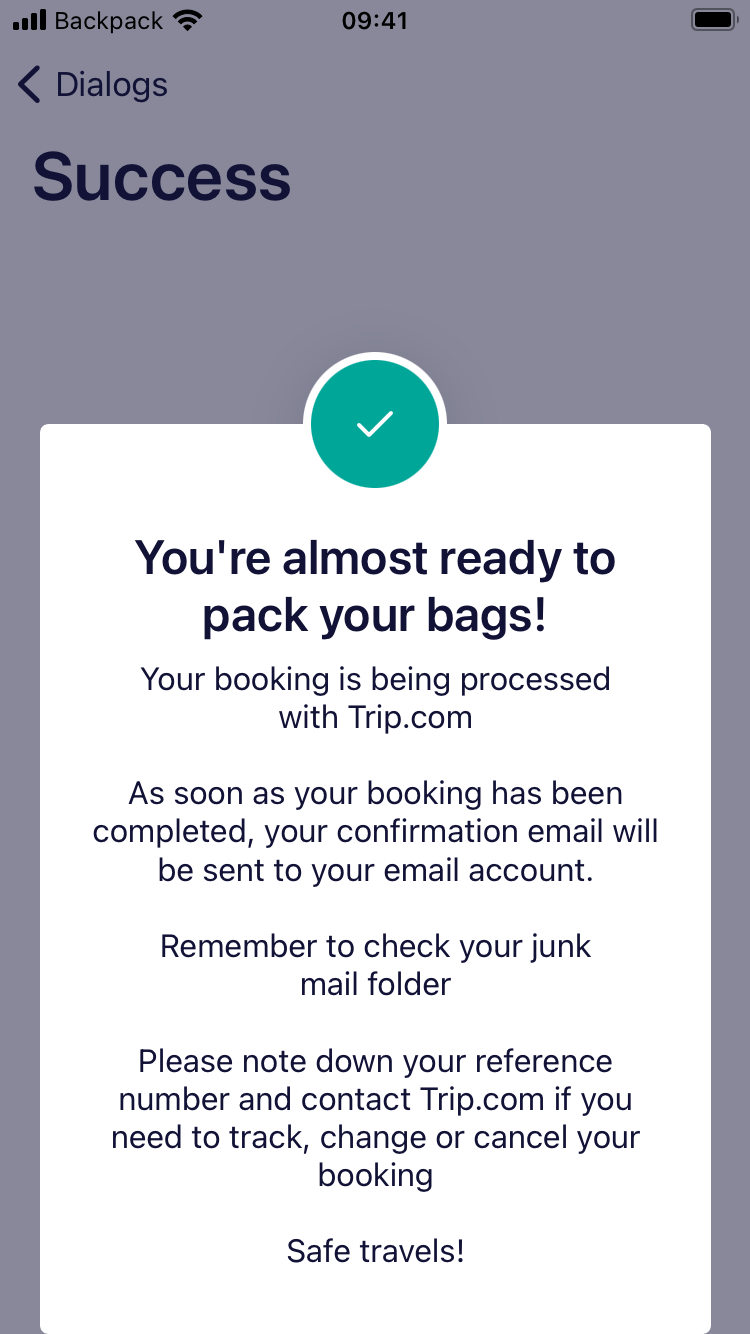 Backpack 09:41
Dialogs
Success
You're almost ready to
pack your bags!
Your booking is being processed
with Trip.com
As soon as your booking has been
completed, your confirmation email will
be sent to your email account.
Remember to check your junk
mail folder
Please note down your reference
number and contact Trip.com if you
need to track, change or cancel your
booking
Safe travels!